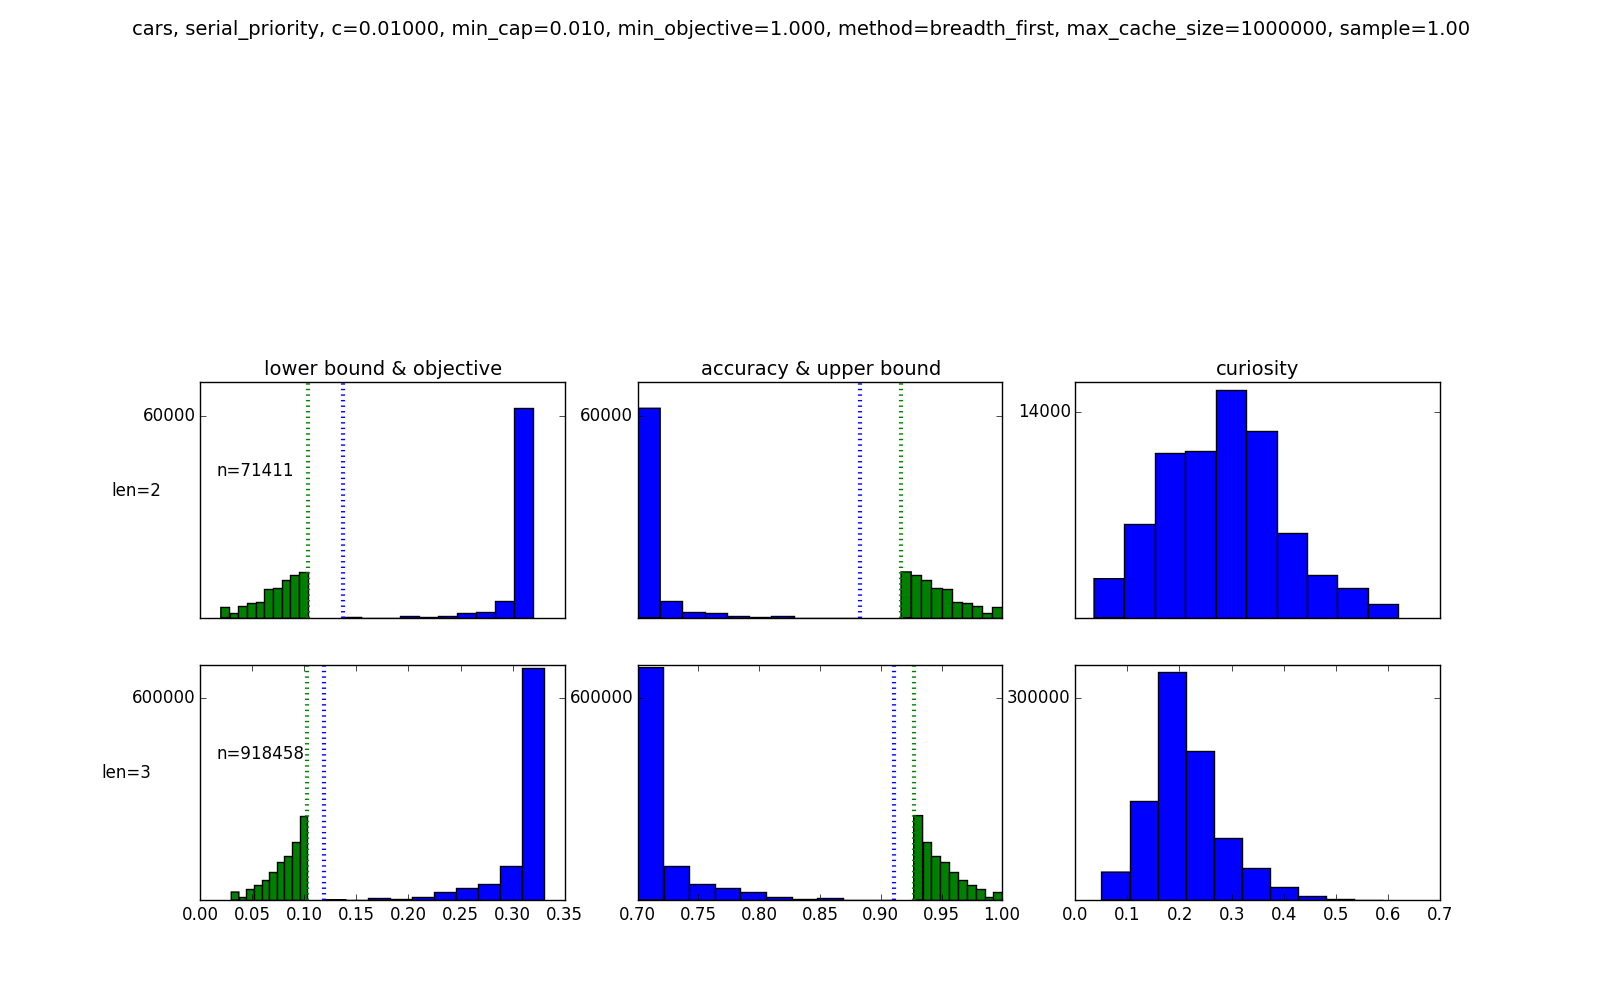 cars, serial_priority, c=0.01000, min_cap=0.010, min_objective=1.000, method=breadth_first, max_cache_size=1000000, sample=1.00
lower bound & objective
accuracy & upper bound
curiosity
60000
60000
14000
n=71411
len=2
600000
600000
300000
n=918458
len=3
0.00 0.05 0.10 0.15 0.20 0.25 0.30 0.35
0.70 0.75 0.80 0.85 0.90 0.95 1.00
0.0 0.1 0.2 0.3 0.4 0.5 0.6 0.7